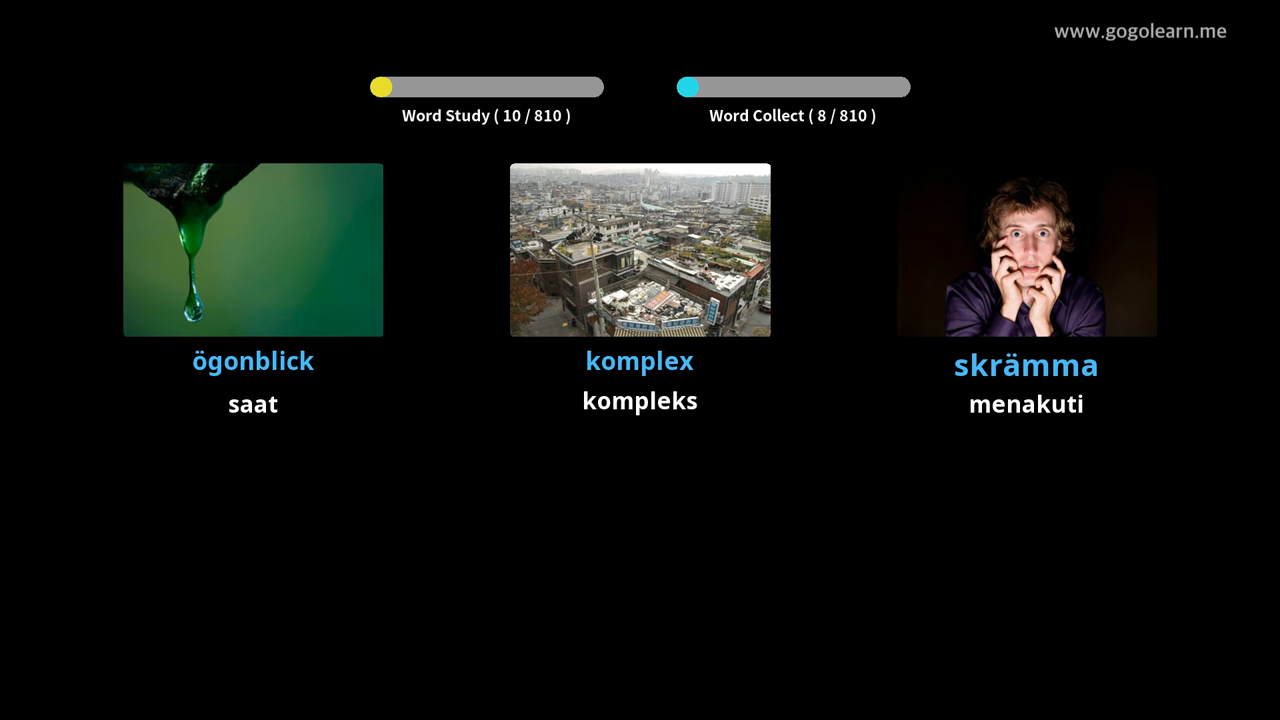 www.gogolearn.me
Word Study ( 10 / 810 )
Word Collect ( 8 / 810 )
ögonblick
komplex
skrämma
saat
kompleks
menakuti